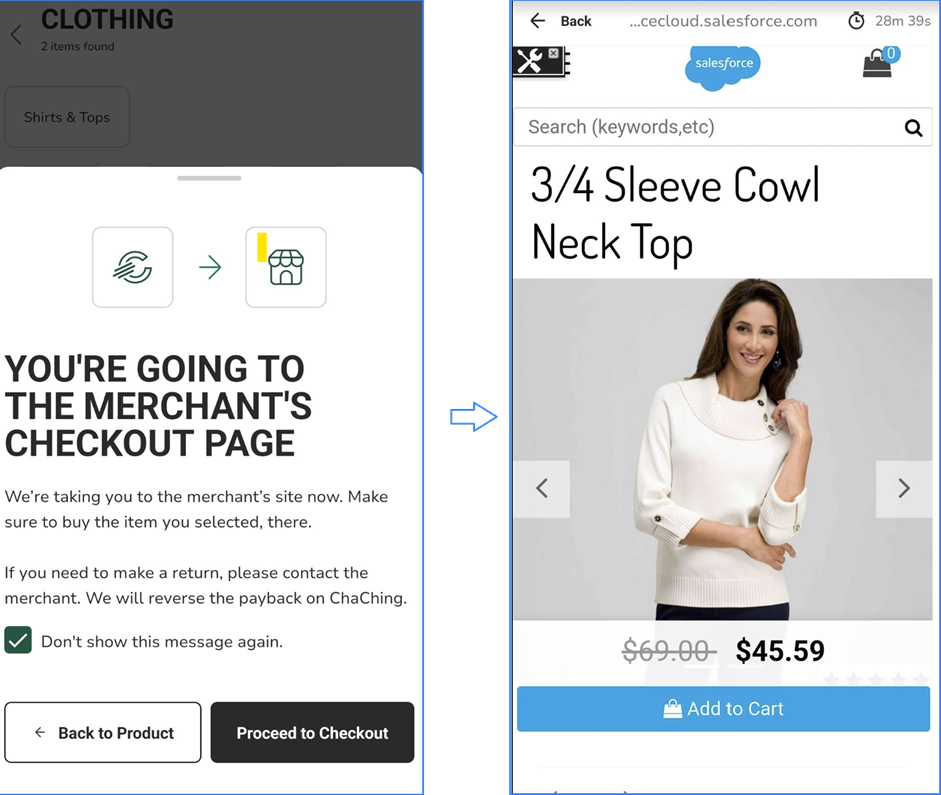 CLOTHING
2 items found
Shirts & Tops
YOU'RE GOING TO
THE MERCHANT'S
CHECKOUT PAGE
We’re taking you to the merchant’s site now. Make
sure to buy the item you selected, there.
If you need to make a return, please contact the
merchant. We will reverse the payback on ChaChing.
Don't show this message again.
Back to Product
Proceed to Checkout
Back
...cecloud.salesforce.com
28m 39s
salesforce
0
Search (keywords,etc)
3/4 Sleeve Cowl
Neck Top
$69.00 $45.59
Add to Cart